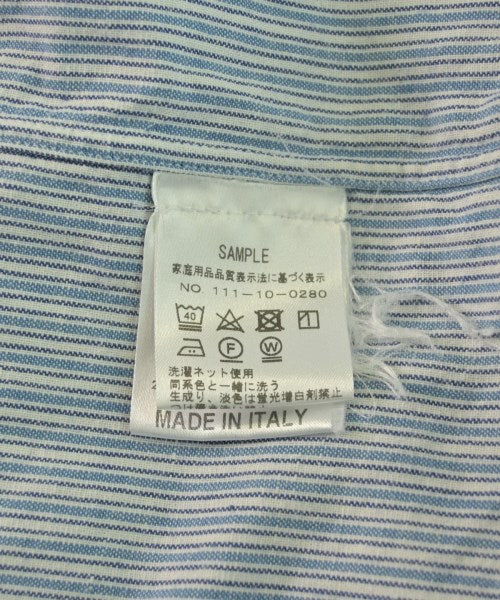 SAMPLE
家庭用品品質表示法に基づく表示
NO 111-10-0280
40
F W
洗濯ネット使用
同系色と一緒に洗う
生成り、淡色は蛍光増白剤禁止
MADE IN ITALY